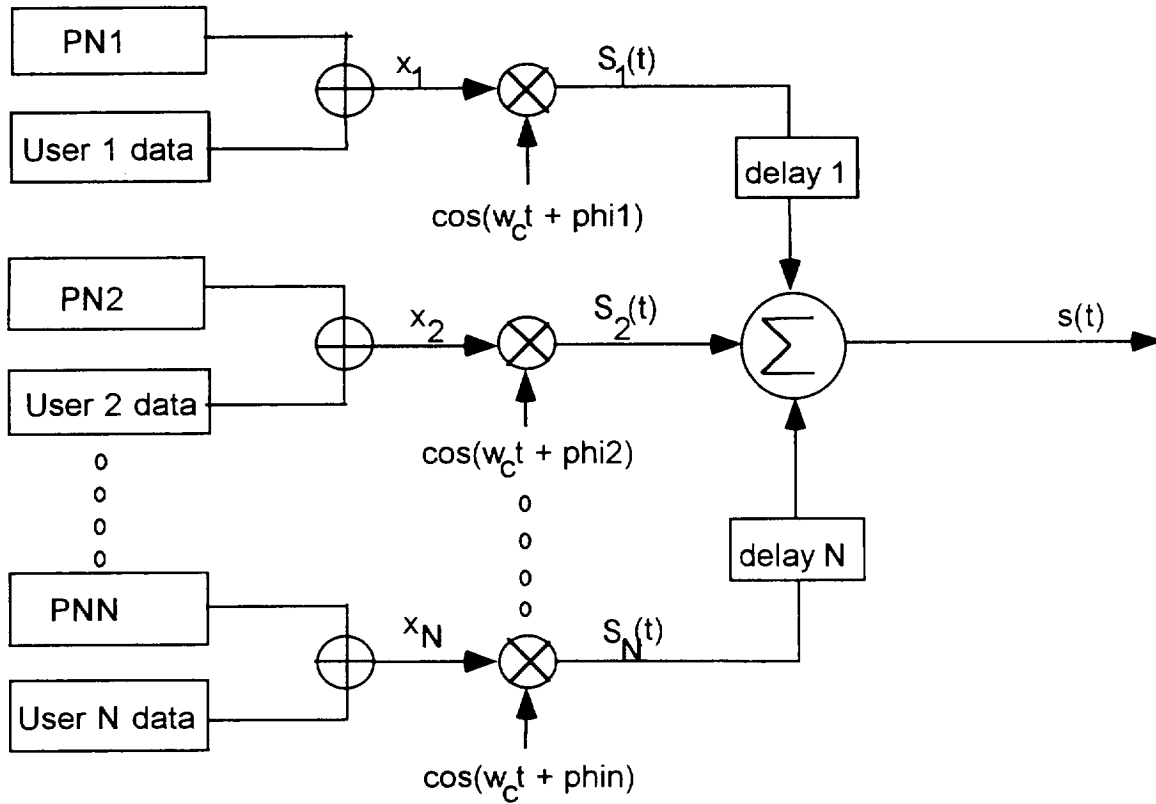 PN1
x1
S1(t)
User 1 data
delay 1
cos(wct + phi1)
PN2
x2
S2(t)
Σ
s(t)
User 2 data
cos(wct + phi2)
delay N
PNN
xN
SN(t)
User N data
cos(wct + phin)